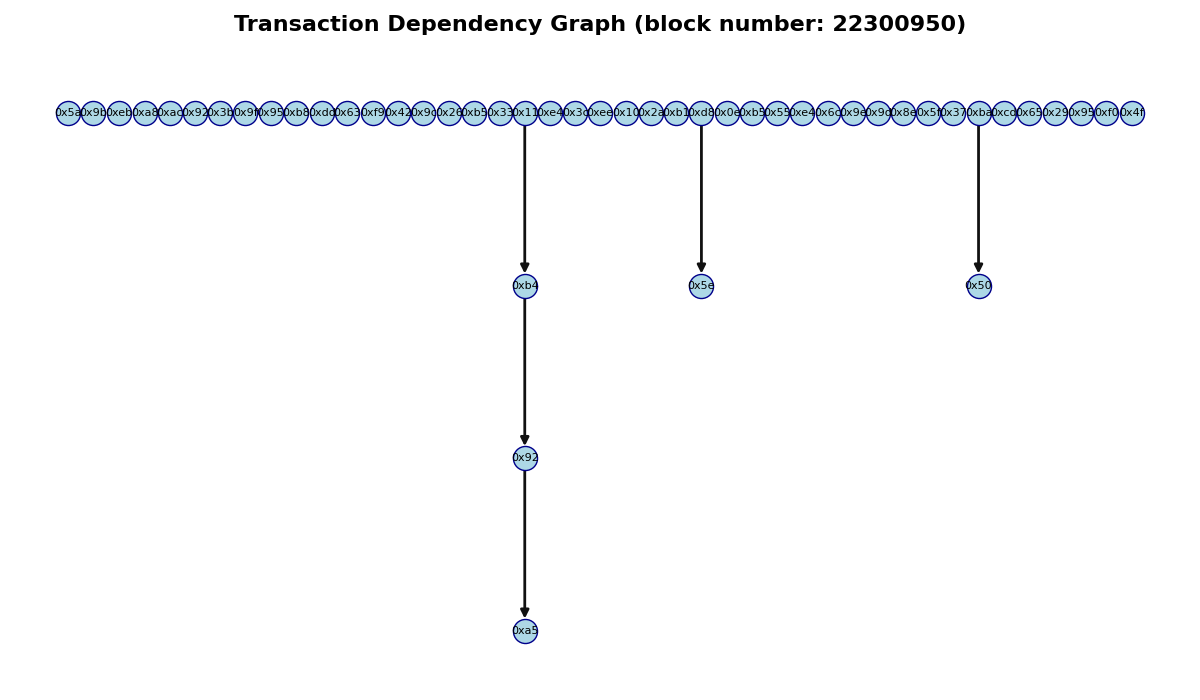 Transaction Dependency Graph (block number: 22300950)
0x5a 0x9b 0xeb 0xa8 0xac 0x92 0x3b 0x9f 0x95 0xb8 0xdd 0x63 0xf9 0x42 0x9c 0x26 0xb5 0x33 0x11 0xe4 0x3c 0xee 0x10 0x2a 0xb1 0xd8 0x0e 0xb5 0x55 0xe4 0x6c 0x9e 0x9c 0x8e 0x5f 0x37 0xba 0xcc 0x65 0x29 0x95 0xf0 0x4f
0xb4 0x5e 0x50
0x92
0xa5